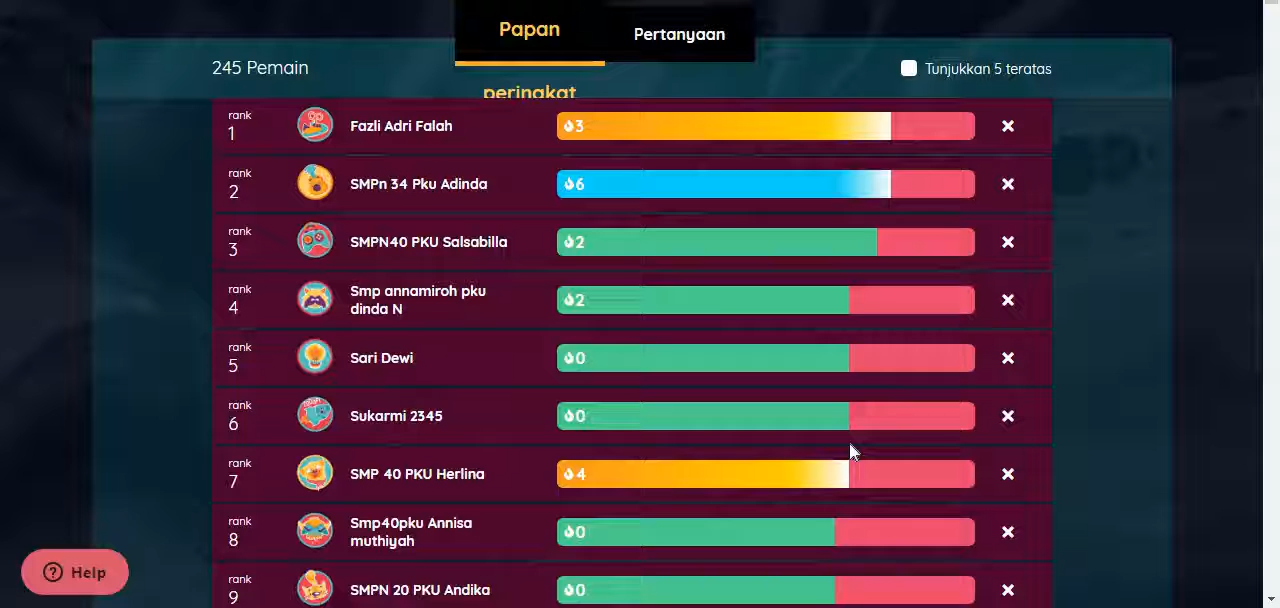 Papan
Pertanyaan
245 Pemain
Tunjukkan 5 teratas
peringkat
rank
1
Fazli Adri Falah
3
rank
2
SMPn 34 Pku Adinda
6
rank
3
SMPN40 PKU Salsabilla
2
rank
4
Smp annamiroh pku
dinda N
2
rank
5
Sari Dewi
0
rank
6
Sukarmi 2345
0
rank
7
SMP 40 PKU Herlina
4
rank
8
Smp40pku Annisa
muthiyah
0
rank
9
SMPN 20 PKU Andika
0
Help